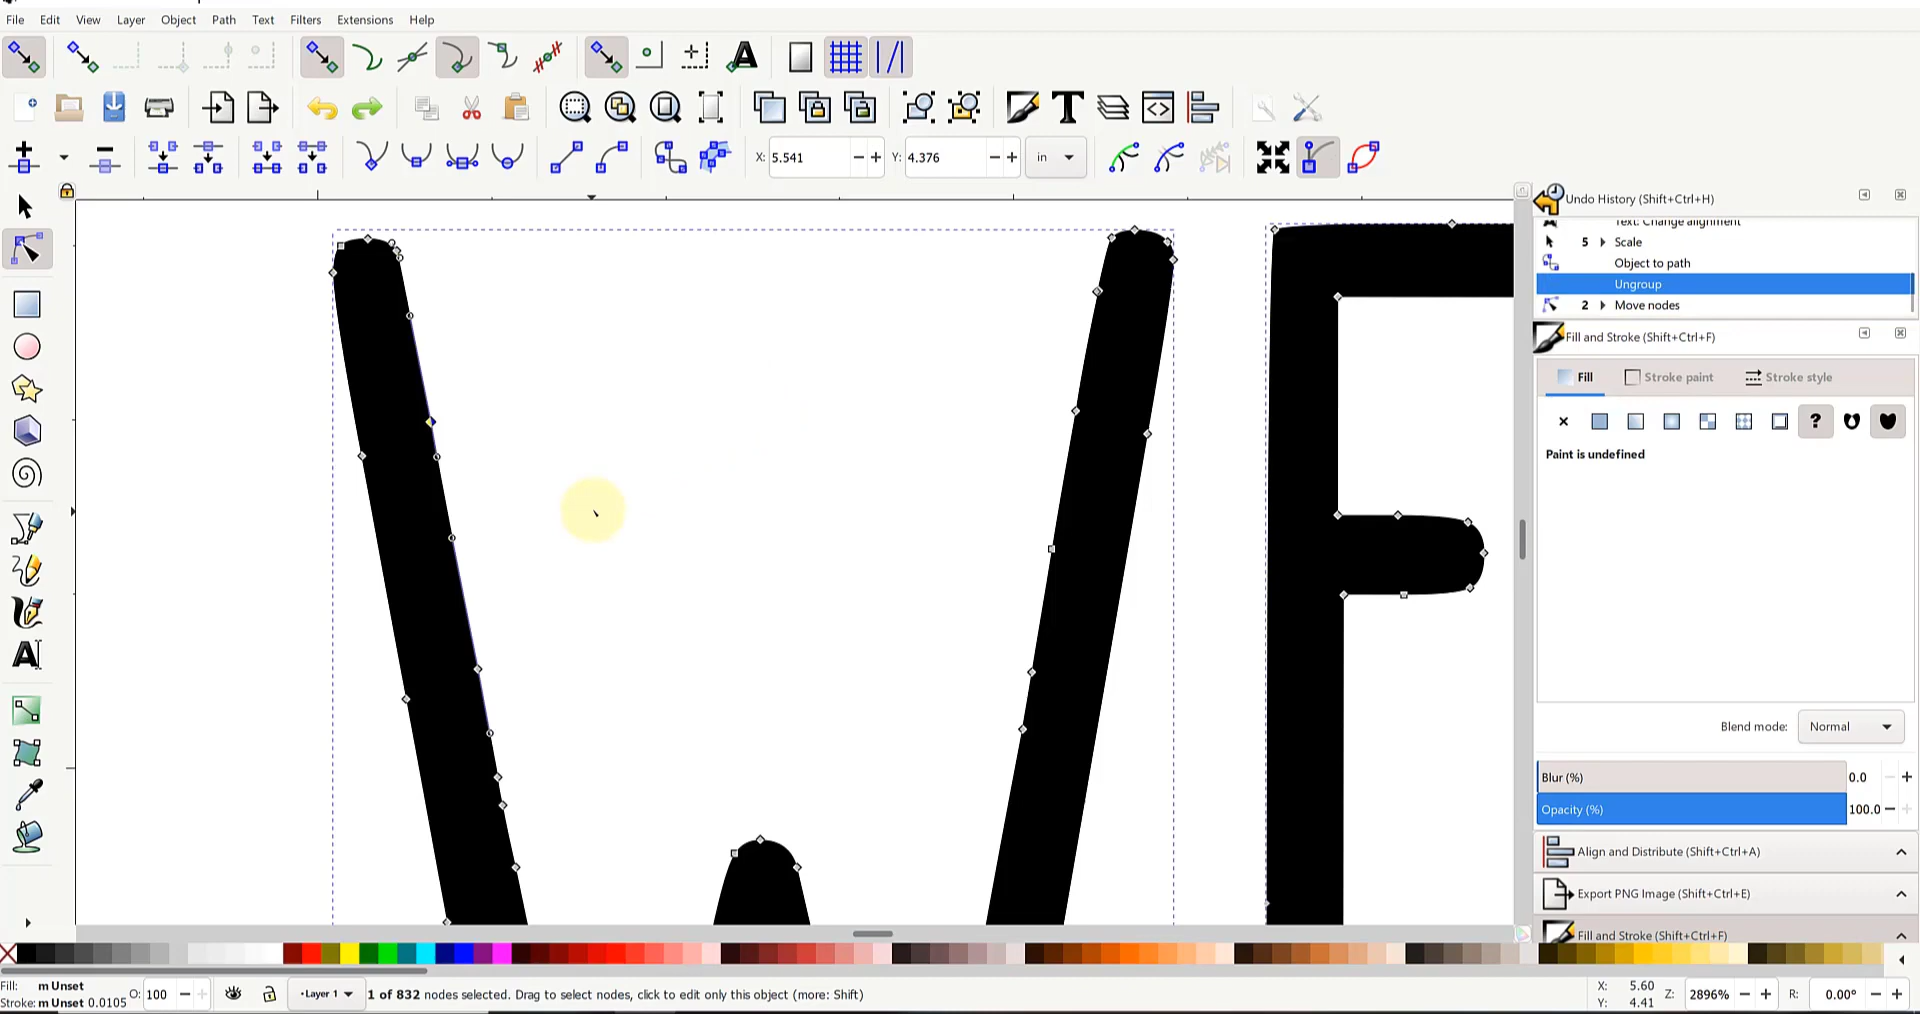 File Edit View Layer Object Path Text Filters Extensions Help
X: 5.541 Y: 4.376 in
Undo History (Shift+Ctrl+H)
Text: Change alignment
5 Scale
Object to path
Ungroup
2 Move nodes
Fill and Stroke (Shift+Ctrl+F)
Fill Stroke paint Stroke style
Paint is undefined
Blend mode: Normal
Blur (%) 0.0
Opacity (%) 100.0
Align and Distribute (Shift+Ctrl+A)
Export PNG Image (Shift+Ctrl+E)
Fill and Stroke (Shift+Ctrl+F)
Fill: m Unset
Stroke: m Unset 0.0105
O: 100
Layer 1
1 of 832 nodes selected. Drag to select nodes, click to edit only this object (more: Shift)
X: 5.60
Y: 4.41
Z: 2896%
R: 0.00°